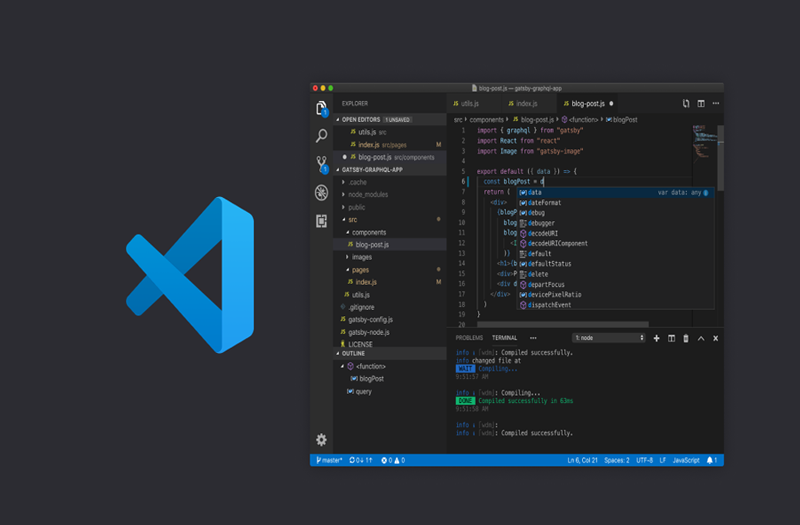 blog-post.js — gatsby-graphql-app
EXPLORER
OPEN EDITORS 1 UNSAVED
utils.js src
index.js src/pages M
blog-post.js src/components
GATSBY-GRAPHQL-APP
.cache
node_modules
public
src
components
blog-post.js
images
pages
index.js M
utils.js
.gitignore
gatsby-config.js
gatsby-node.js
LICENSE
OUTLINE
<function>
blogPost
query
JS utils.js JS index.js JS blog-post.js
src › components › JS blog-post.js › <function> › blogPost
1 import { graphql } from "gatsby"
2 import React from "react"
3 import Image from "gatsby-image"
4
5 export default ({ data }) => {
6 const blogPost = d
7 return (
8 <div>
9 {blogP
10 blog
11 blog
12 <I
13 )}
14 <h1>{b
15 <div>P
16 <div d
17 </div>
18 )
19 }
20
data var data: any
dateFormat
debug
debugger
decodeURI
decodeURIComponent
default
defaultStatus
delete
departFocus
devicePixelRatio
dispatchEvent
PROBLEMS TERMINAL ••• 1: node
info ｢wdm｣: Compiled successfully.
info changed file at
WAIT Compiling...
9:51:57 AM
info ｢wdm｣: Compiling...
DONE Compiled successfully in 63ms
9:51:58 AM
info ｢wdm｣:
info ｢wdm｣: Compiled successfully.
master* 0↓ 1↑ 0 0 Ln 6, Col 21 Spaces: 2 UTF-8 LF JavaScript 1